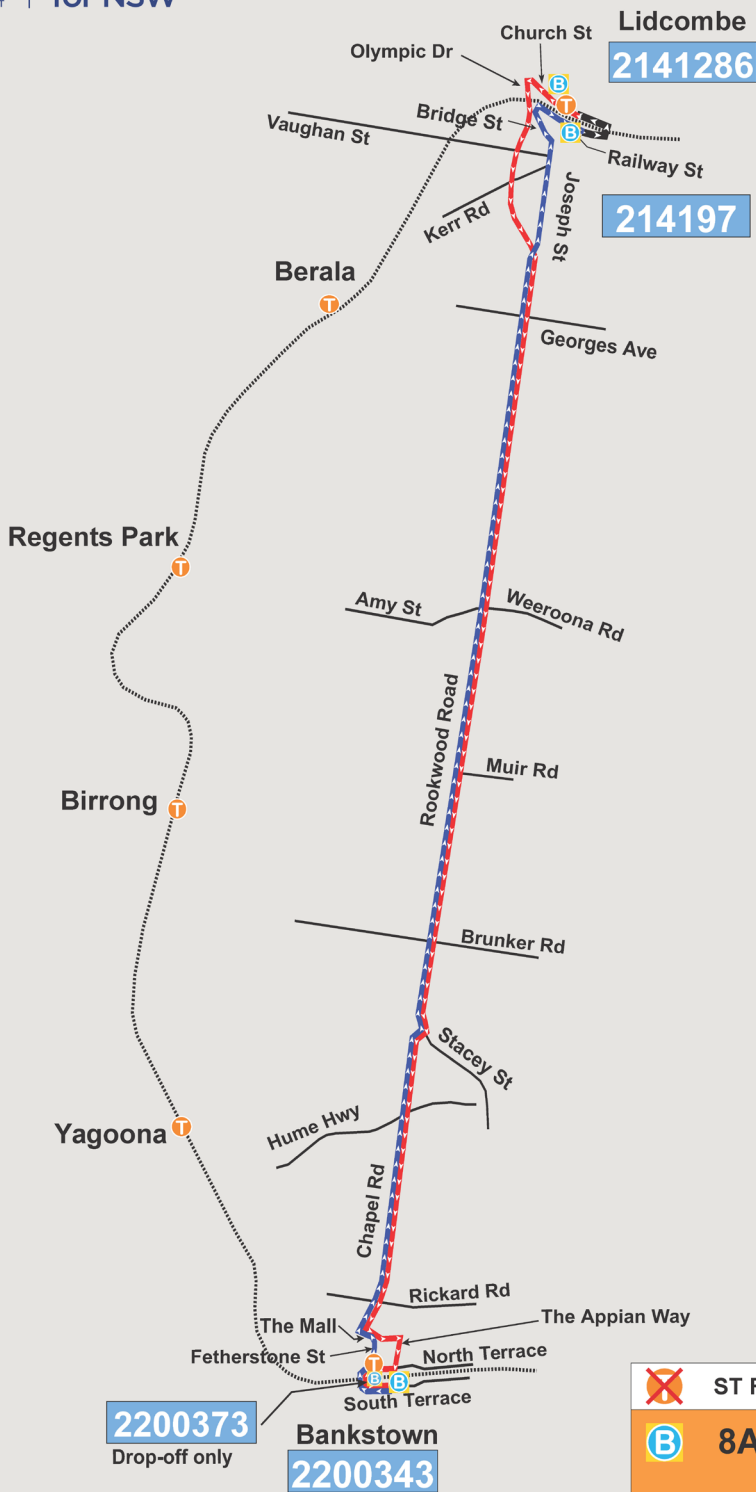 for NSW
Lidcombe
Church St
Olympic Dr
2141286
B
T
Bridge St
B
Vaughan St
Railway St
Kerr Rd
Joseph St
214197
Berala
T
Georges Ave
Regents Park
T
Amy St
Weeroona Rd
Rookwood Road
Muir Rd
Birrong
T
Brunker Rd
Stacey St
Yagoona
T
Hume Hwy
Chapel Rd
Rickard Rd
The Mall
The Appian Way
Fetherstone St
T
North Terrace
B
B
South Terrace
2200373
Drop-off only
Bankstown
2200343
T
ST
B
8A